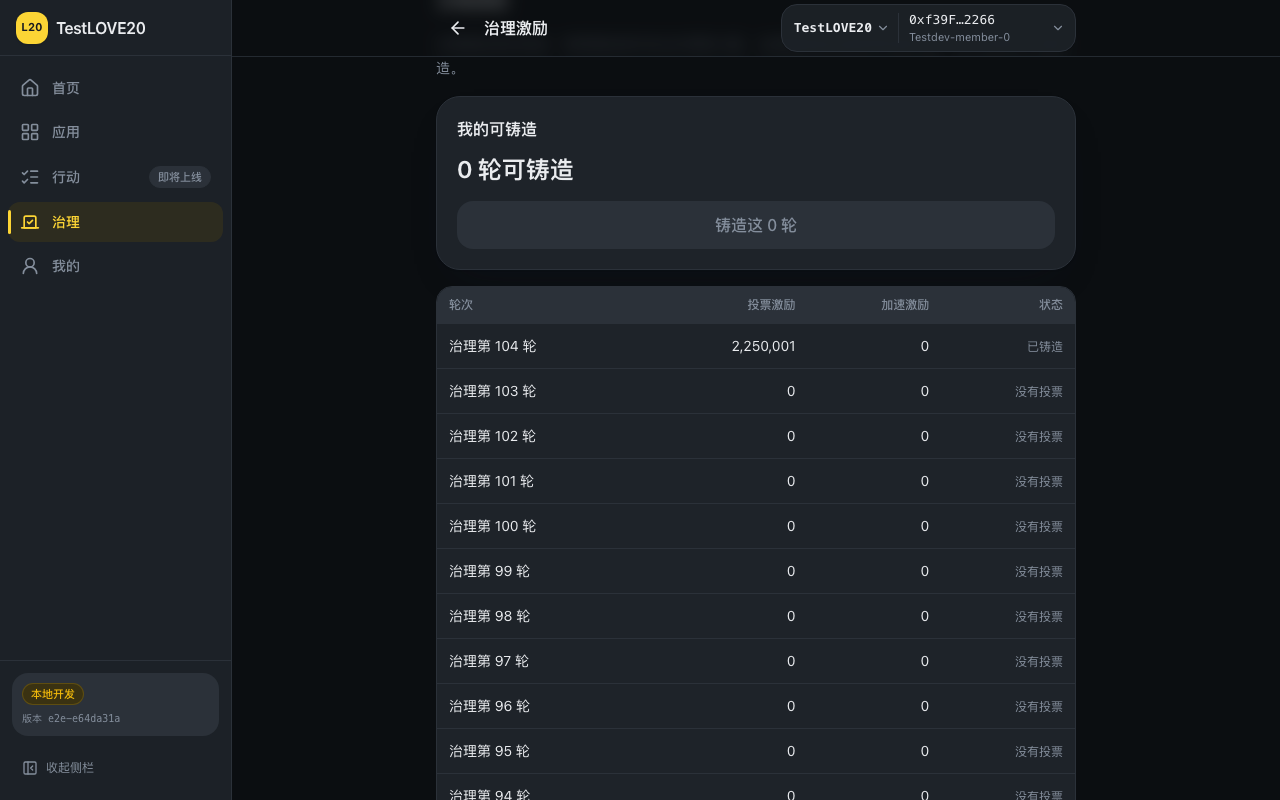 L20 TestLOVE20
首页
应用
行动 即将上线
治理
我的
本地开发
版本 e2e-e64da31a
收起侧栏
治理激励
TestLOVE20
0xf39F…2266
Testdev-member-0
造。
我的可铸造
0 轮可铸造
铸造这 0 轮
轮次 投票激励 加速激励 状态
治理第 104 轮 2,250,001 0 已铸造
治理第 103 轮 0 0 没有投票
治理第 102 轮 0 0 没有投票
治理第 101 轮 0 0 没有投票
治理第 100 轮 0 0 没有投票
治理第 99 轮 0 0 没有投票
治理第 98 轮 0 0 没有投票
治理第 97 轮 0 0 没有投票
治理第 96 轮 0 0 没有投票
治理第 95 轮 0 0 没有投票
治理第 94 轮 0 0 没有投票